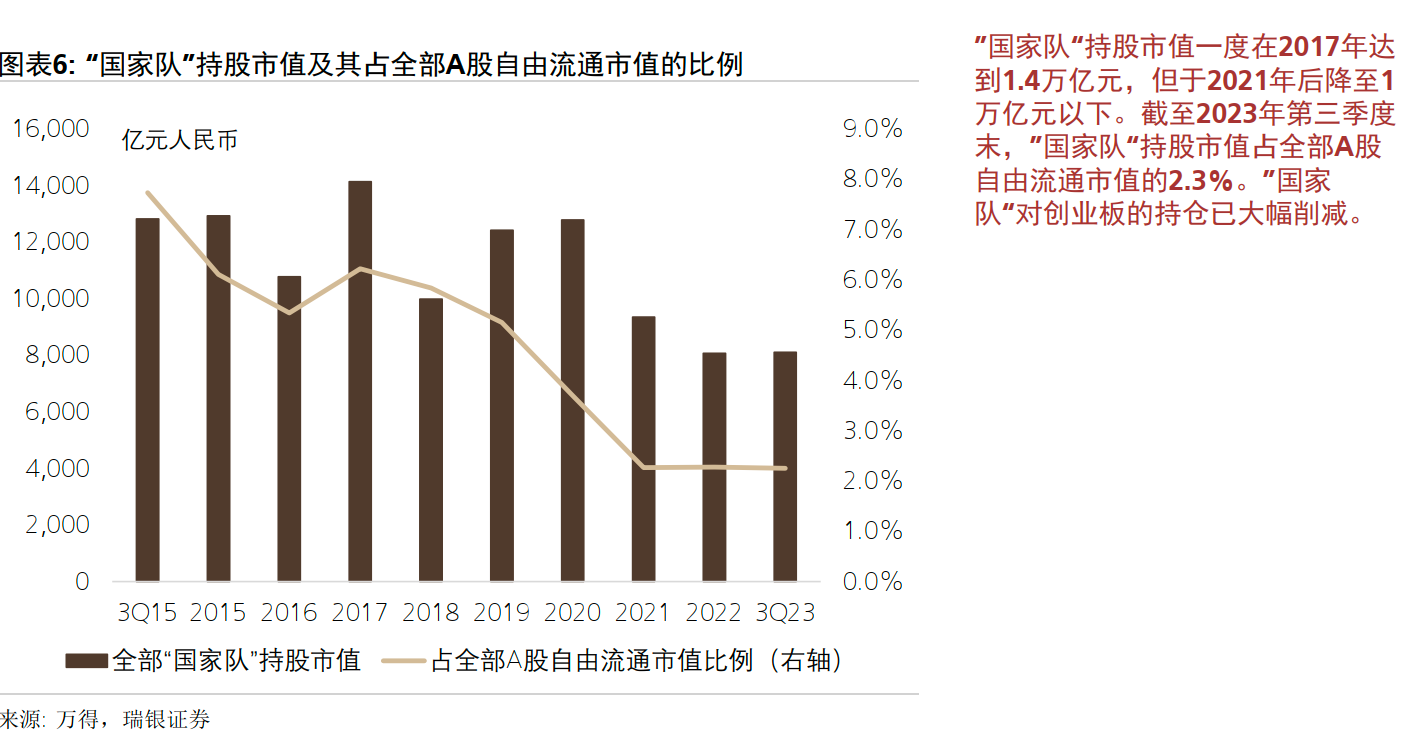 图表6: “国家队”持股市值及其占全部A股自由流通市值的比例
”国家队“持股市值一度在2017年达
到1.4万亿元，但于2021年后降至1
万亿元以下。截至2023年第三季度
末，”国家队“持股市值占全部A股
自由流通市值的2.3%。”国家
队“对创业板的持仓已大幅削减。
亿元人民币
16,000
14,000
12,000
10,000
8,000
6,000
4,000
2,000
0
9.0%
8.0%
7.0%
6.0%
5.0%
4.0%
3.0%
2.0%
1.0%
0.0%
3Q15 2015 2016 2017 2018 2019 2020 2021 2022 3Q23
全部“国家队”持股市值 占全部A股自由流通市值比例（右轴）
来源: 万得，瑞银证券